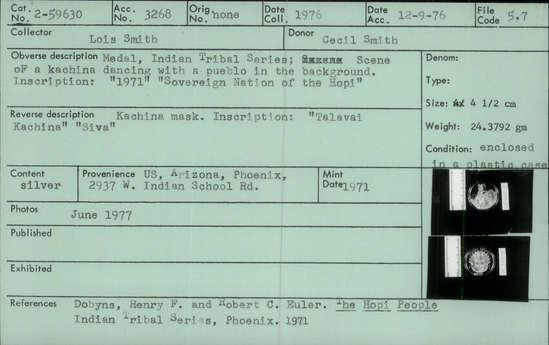 Cat. No. 2-59630 Acc. No. 3268 Orig. No. none Date Coll. 1976 Date Acc. 12-9-76 File Code 5.7
Collector Lois Smith Donor Cecil Smith
Obverse description Medal, Indian Tribal Series; Scene
of a kachina dancing with a pueblo in the background.
Inscription: "1971" "Sovereign Nation of the Hopi"
Denom:
Type:
Size: 4 1/2 cm
Weight: 24.3792 gm
Condition: enclosed
in a plastic case
Reverse description Kachina mask. Inscription: "Talavai
Kachina" "Siva"
Content silver
Provenience US, Arizona, Phoenix,
2937 W. Indian School Rd.
Mint Date 1971
Photos June 1977
Published
Exhibited
References Dobyns, Henry F. and Robert C. Euler. The Hopi People
Indian Tribal Series, Phoenix. 1971